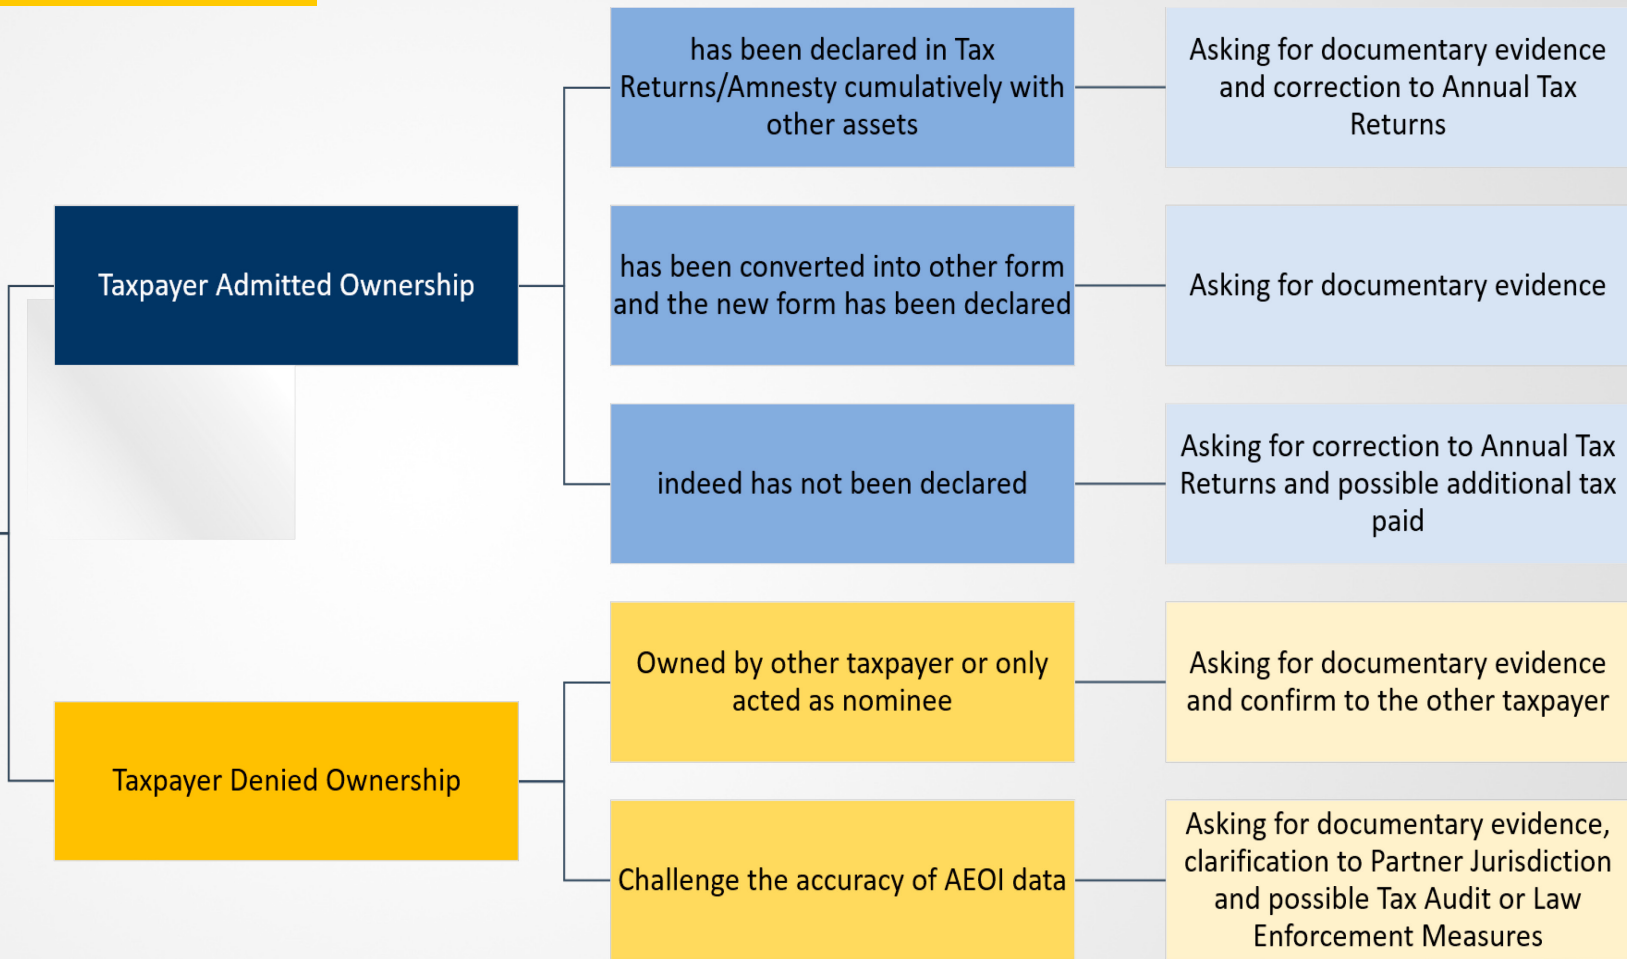 has been declared in Tax
Returns/Amnesty cumulatively with
other assets
Asking for documentary evidence
and correction to Annual Tax
Returns
Taxpayer Admitted Ownership
has been converted into other form
and the new form has been declared
Asking for documentary evidence
indeed has not been declared
Asking for correction to Annual Tax
Returns and possible additional tax
paid
Taxpayer Denied Ownership
Owned by other taxpayer or only
acted as nominee
Asking for documentary evidence
and confirm to the other taxpayer
Challenge the accuracy of AEOI data
Asking for documentary evidence,
clarification to Partner Jurisdiction
and possible Tax Audit or Law
Enforcement Measures